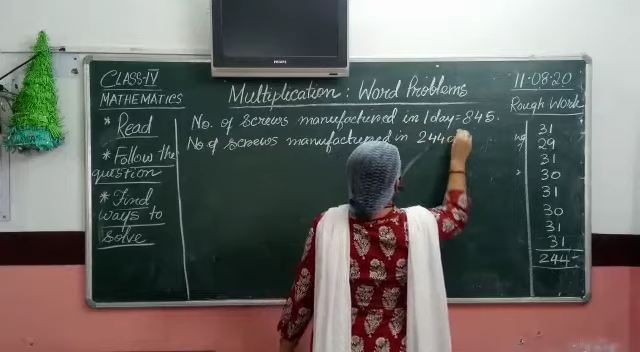 PHILIPS
CLASS-IV
MATHEMATICS
* Read
* Follow the
question
* Find
ways to
solve
Multiplication : Word Problems
No. of Screws manufactured in 1 day = 845.
No of screws manufactured in 244 d
11-08-20
Rough Work
31
29
31
30
31
30
31
31
244